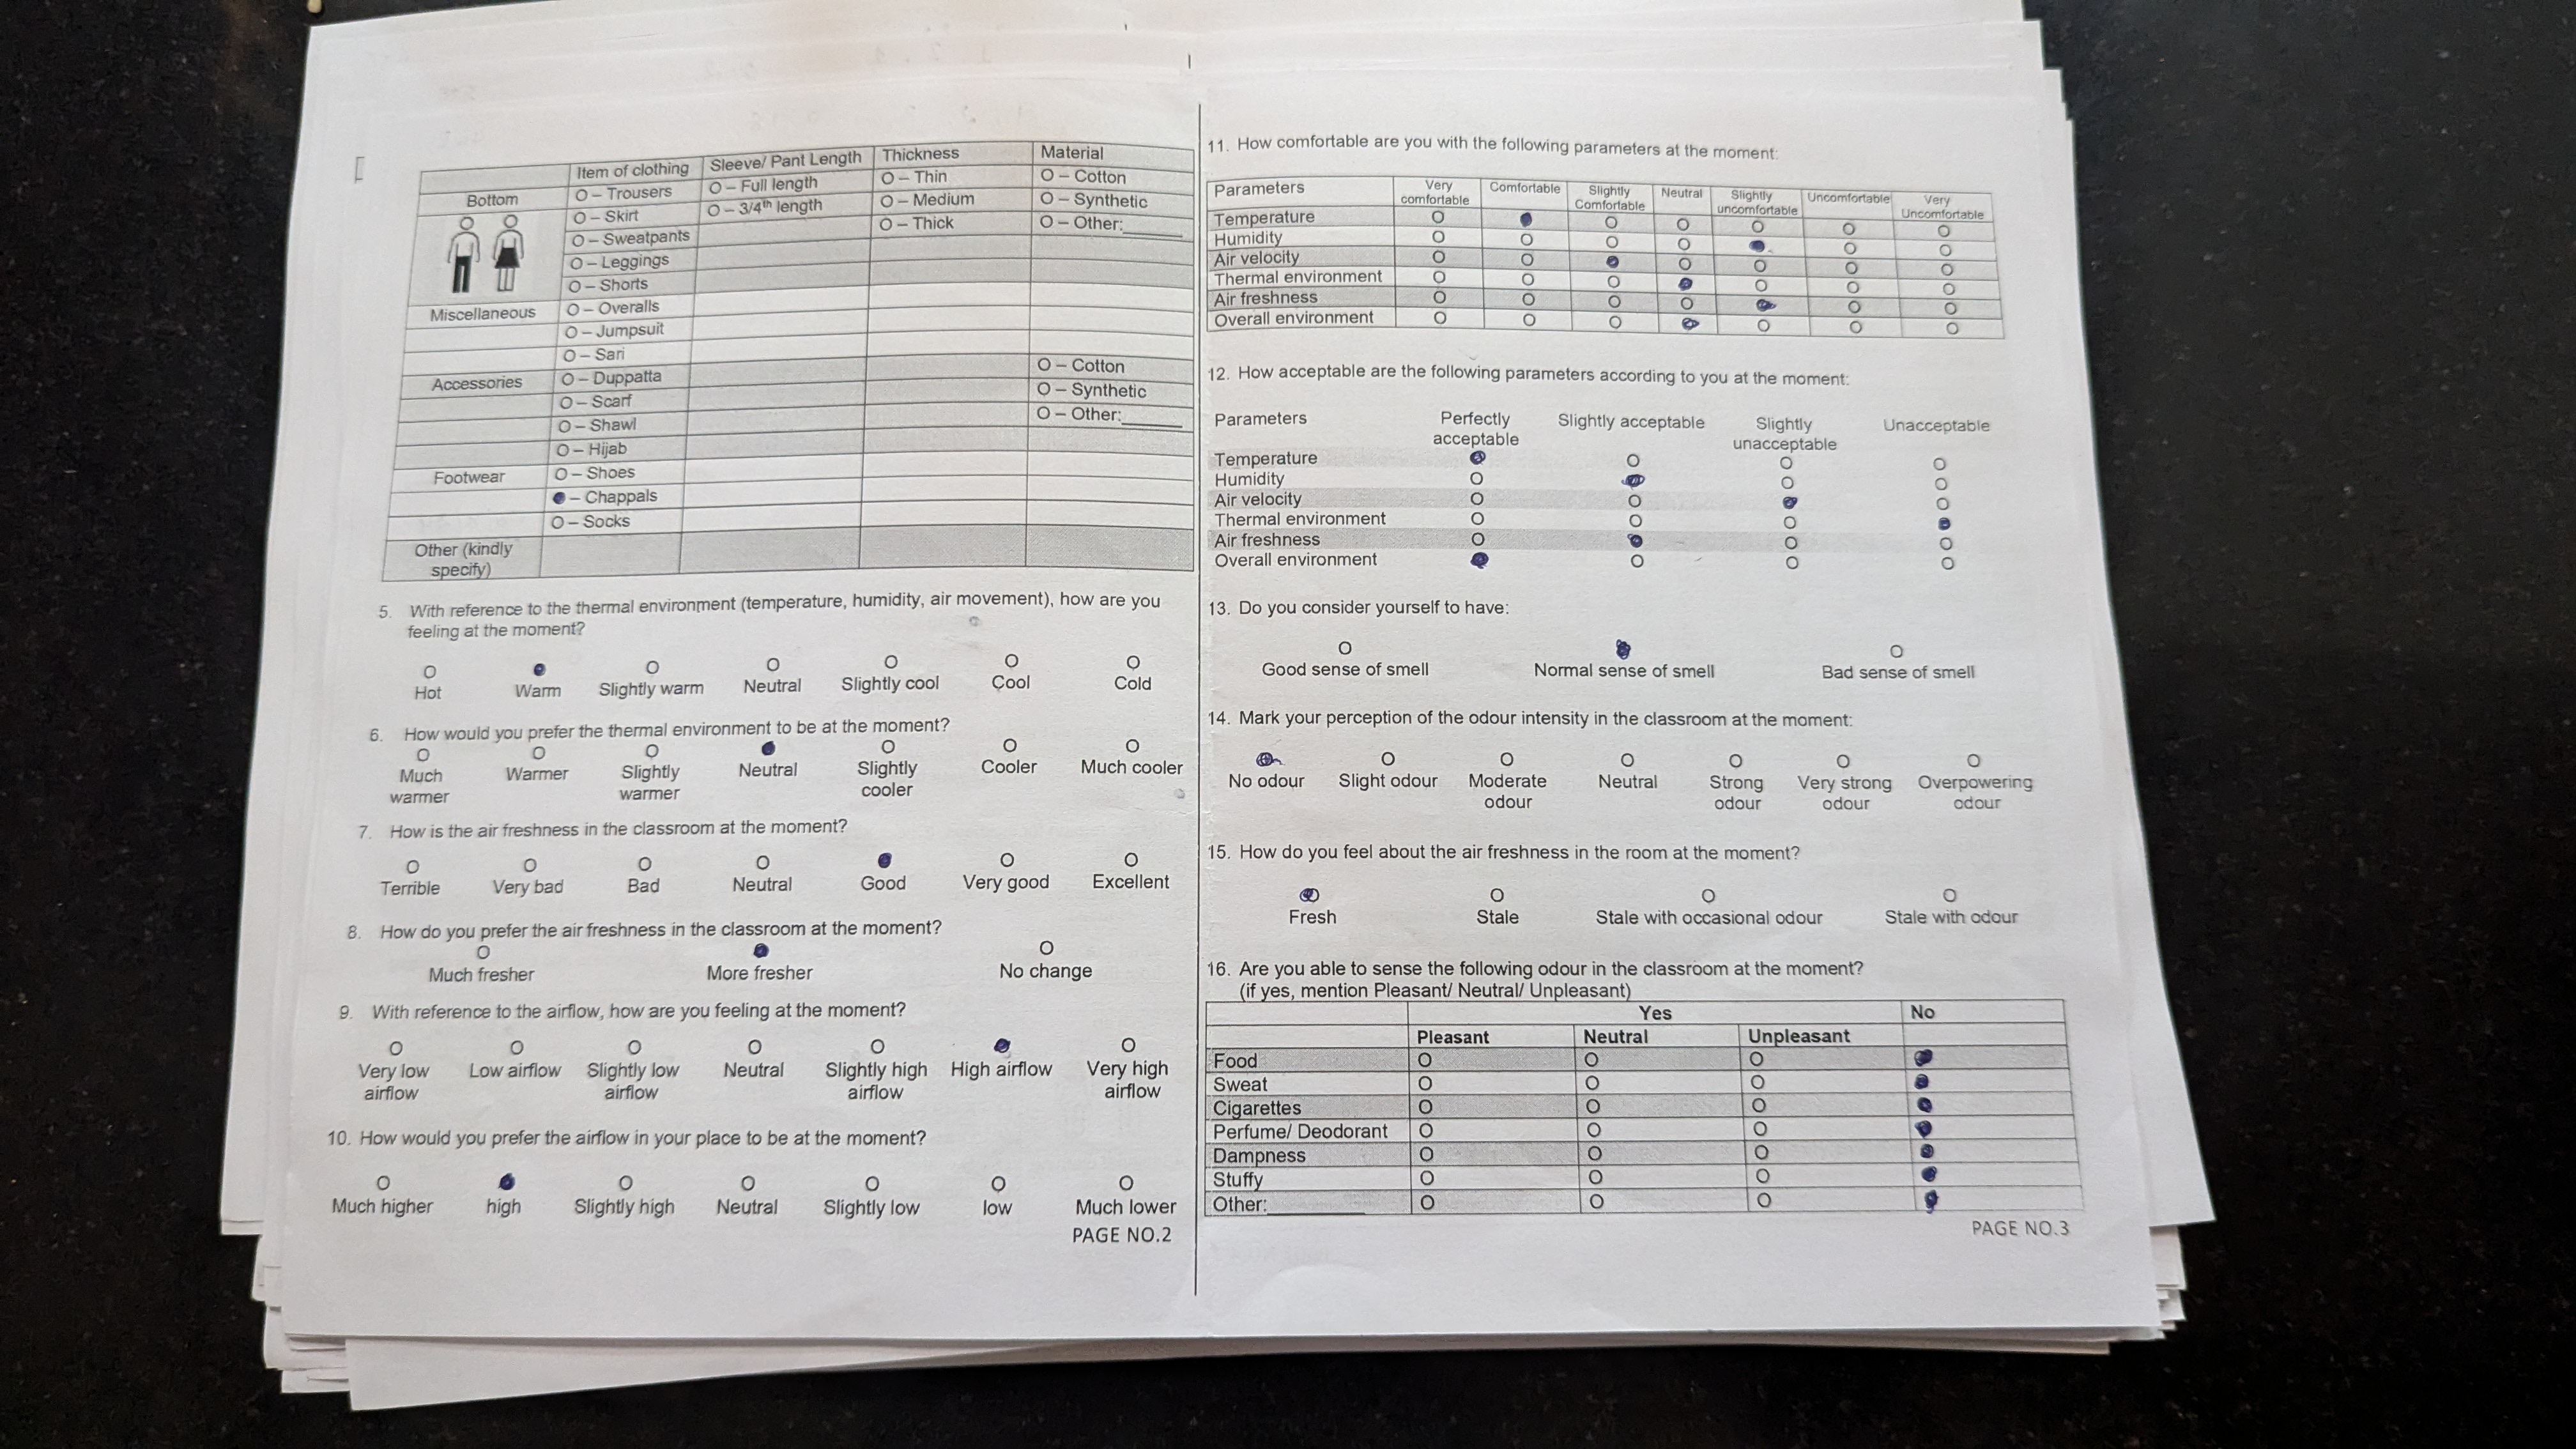 Item of clothing Sleeve/ Pant Length Thickness Material
Bottom O – Trousers O – Full length O – Thin O – Cotton
O – Skirt O – 3/4th length O – Medium O – Synthetic
O – Sweatpants O – Thick O – Other:______
O – Leggings
O – Shorts
Miscellaneous O – Overalls
O – Jumpsuit
O – Sari
Accessories O – Duppatta O – Cotton
O – Scarf O – Synthetic
O – Shawl O – Other:______
O – Hijab
Footwear O – Shoes
– Chappals
O – Socks
Other (kindly
specify)
5. With reference to the thermal environment (temperature, humidity, air movement), how are you
feeling at the moment?
Hot Warm Slightly warm Neutral Slightly cool Cool Cold
6. How would you prefer the thermal environment to be at the moment?
Much Warmer Slightly Neutral Slightly Cooler Much cooler
warmer warmer cooler
7. How is the air freshness in the classroom at the moment?
Terrible Very bad Bad Neutral Good Very good Excellent
8. How do you prefer the air freshness in the classroom at the moment?
Much fresher More fresher No change
9. With reference to the airflow, how are you feeling at the moment?
Very low Low airflow Slightly low Neutral Slightly high High airflow Very high
airflow airflow airflow airflow
10. How would you prefer the airflow in your place to be at the moment?
Much higher high Slightly high Neutral Slightly low low Much lower
PAGE NO.2
11. How comfortable are you with the following parameters at the moment:
Parameters Very Comfortable Slightly Neutral Slightly Uncomfortable Very
comfortable Comfortable uncomfortable Uncomfortable
Temperature
Humidity
Air velocity
Thermal environment
Air freshness
Overall environment
12. How acceptable are the following parameters according to you at the moment:
Parameters Perfectly Slightly acceptable Slightly Unacceptable
acceptable unacceptable
Temperature
Humidity
Air velocity
Thermal environment
Air freshness
Overall environment
13. Do you consider yourself to have:
Good sense of smell Normal sense of smell Bad sense of smell
14. Mark your perception of the odour intensity in the classroom at the moment:
No odour Slight odour Moderate Neutral Strong Very strong Overpowering
odour odour odour odour
15. How do you feel about the air freshness in the room at the moment?
Fresh Stale Stale with occasional odour Stale with odour
16. Are you able to sense the following odour in the classroom at the moment?
(if yes, mention Pleasant/ Neutral/ Unpleasant)
Yes No
Pleasant Neutral Unpleasant
Food
Sweat
Cigarettes
Perfume/ Deodorant
Dampness
Stuffy
Other:__________
PAGE NO.3